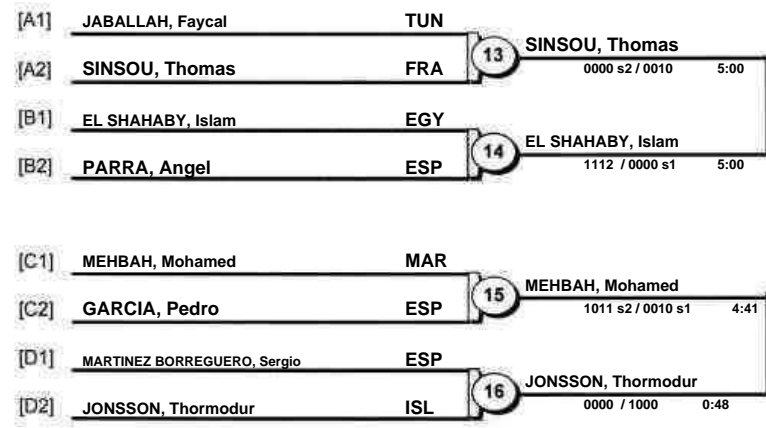 [A1] JABALLAH, Faycal TUN
[A2] SINSOU, Thomas FRA
13
SINSOU, Thomas
0000 s2 / 0010 5:00
[B1] EL SHAHABY, Islam EGY
[B2] PARRA, Angel ESP
14
EL SHAHABY, Islam
1112 / 0000 s1 5:00
[C1] MEHBAH, Mohamed MAR
[C2] GARCIA, Pedro ESP
15
MEHBAH, Mohamed
1011 s2 / 0010 s1 4:41
[D1] MARTINEZ BORREGUERO, Sergio ESP
[D2] JONSSON, Thormodur ISL
16
JONSSON, Thormodur
0000 / 1000 0:48